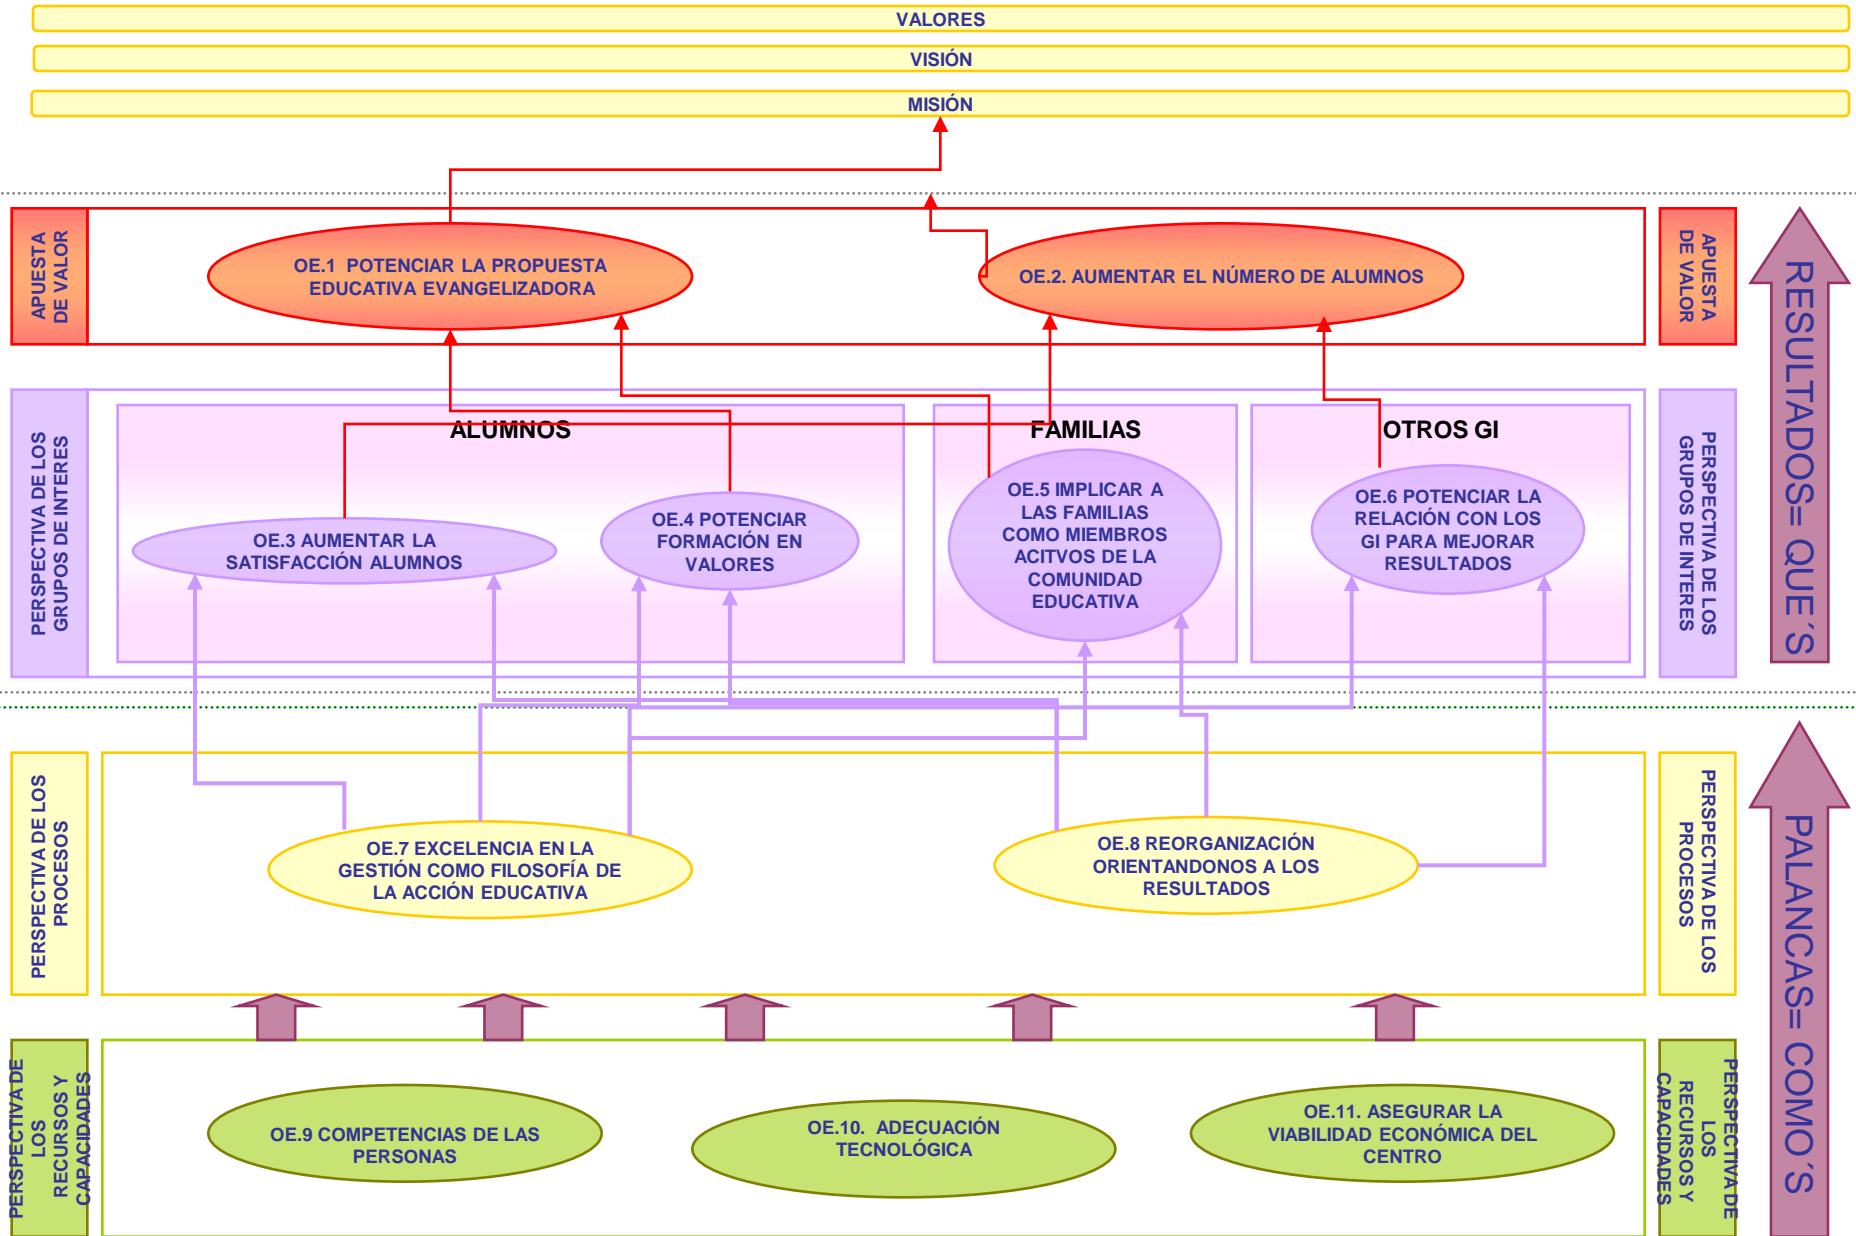 VALORES
VISIÓN
MISIÓN
APUESTA
DE VALOR
OE.1 POTENCIAR LA PROPUESTA
EDUCATIVA EVANGELIZADORA
OE.2. AUMENTAR EL NÚMERO DE ALUMNOS
APUESTA
DE VALOR
RESULTADOS= QUE´S
PERSPECTIVA DE LOS
GRUPOS DE INTERES
ALUMNOS
FAMILIAS
OTROS GI
OE.3 AUMENTAR LA
SATISFACCIÓN ALUMNOS
OE.4 POTENCIAR
FORMACIÓN EN
VALORES
OE.5 IMPLICAR A
LAS FAMILIAS
COMO MIEMBROS
ACITVOS DE LA
COMUNIDAD
EDUCATIVA
OE.6 POTENCIAR LA
RELACIÓN CON LOS
GI PARA MEJORAR
RESULTADOS
PERSPECTIVA DE LOS
GRUPOS DE INTERES
PERSPECTIVA DE LOS
PROCESOS
OE.7 EXCELENCIA EN LA
GESTIÓN COMO FILOSOFÍA DE
LA ACCIÓN EDUCATIVA
OE.8 REORGANIZACIÓN
ORIENTANDONOS A LOS
RESULTADOS
PERSPECTIVA DE LOS
PROCESOS
PALANCAS= COMO´S
PERSPECTIVA DE
LOS
RECURSOS Y
CAPACIDADES
OE.9 COMPETENCIAS DE LAS
PERSONAS
OE.10. ADECUACIÓN
TECNOLÓGICA
OE.11. ASEGURAR LA
VIABILIDAD ECONÓMICA DEL
CENTRO
PERSPECTIVA DE
LOS
RECURSOS Y
CAPACIDADES